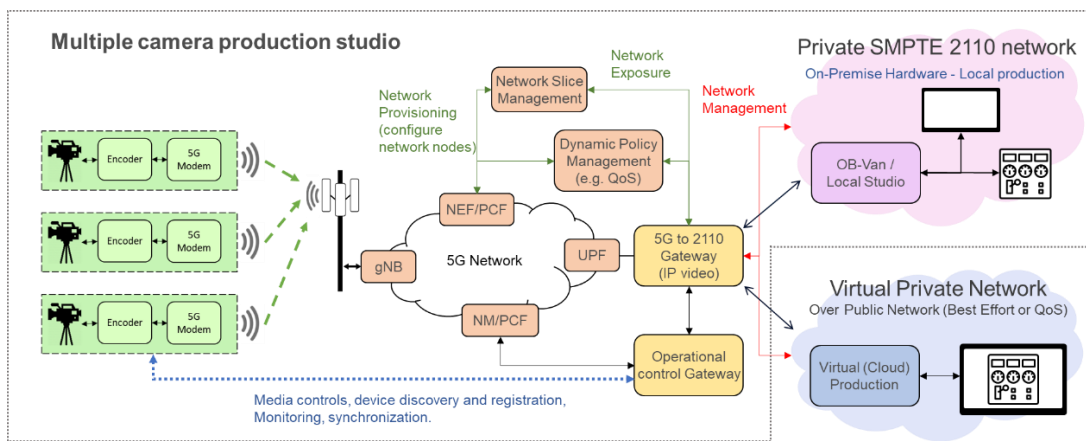 Multiple camera production studio
Encoder
5G
Modem
Encoder
5G
Modem
Encoder
5G
Modem
Network
Provisioning
(configure
network nodes)
Network Slice
Management
Network
Exposure
Dynamic Policy
Management
(e.g. QoS)
NEF/PCF
gNB
5G Network
UPF
NM/PCF
5G to 2110
Gateway
(IP video)
Operational
control Gateway
Media controls, device discovery and registration,
Monitoring, synchronization.
Network
Management
Private SMPTE 2110 network
On-Premise Hardware - Local production
OB-Van /
Local Studio
Virtual Private Network
Over Public Network (Best Effort or QoS)
Virtual (Cloud)
Production